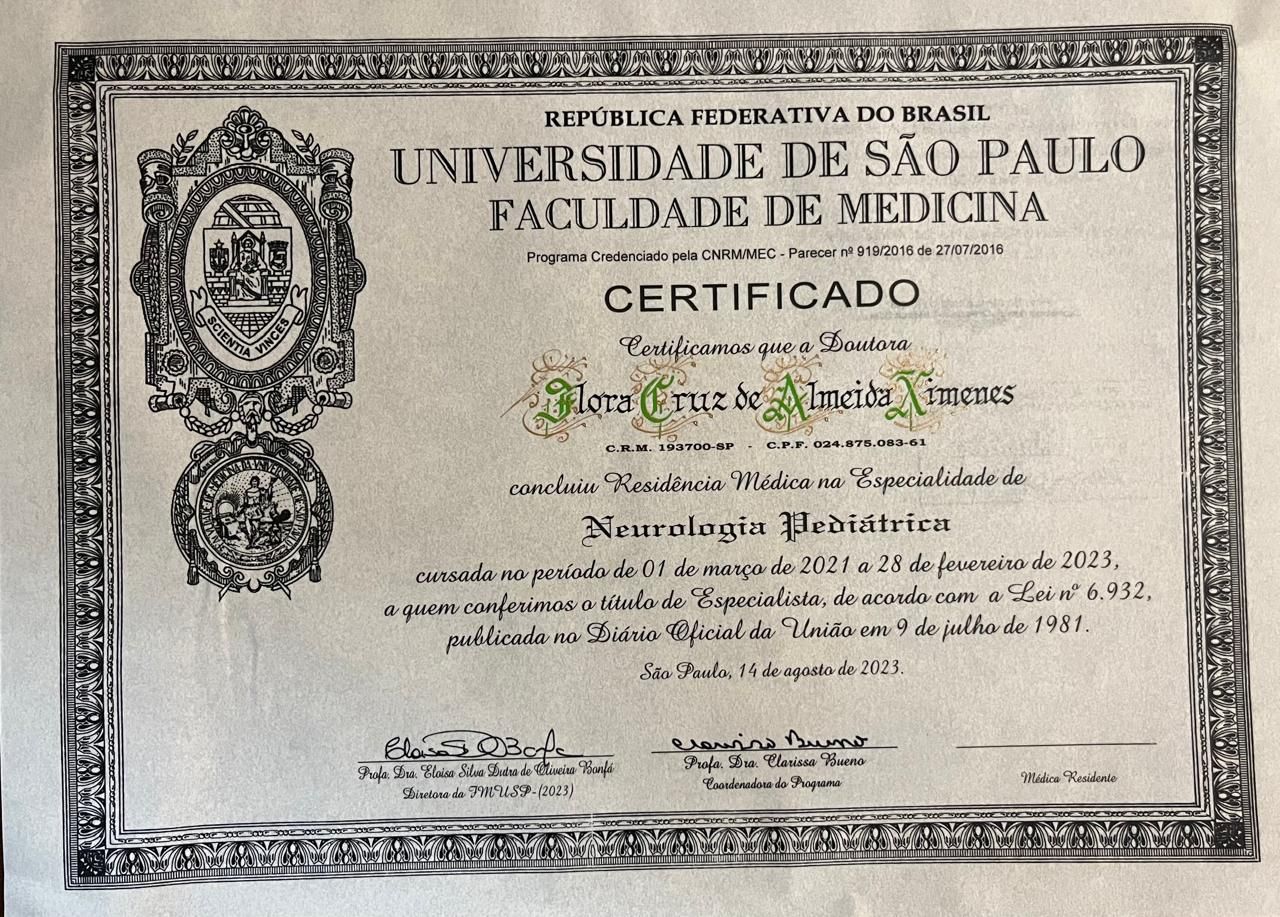 REPÚBLICA FEDERATIVA DO BRASIL
UNIVERSIDADE DE SÃO PAULO
FACULDADE DE MEDICINA
Programa Credenciado pela CNRM/MEC - Parecer nº 919/2016 de 27/07/2016
CERTIFICADO
Certificamos que a Doutora
Flora Cruz de Almeida Ximenes
C.R.M. 193700-SP - C.P.F. 024.875.083-61
concluiu Residência Médica na Especialidade de
Neurologia Pediátrica
cursada no período de 01 de março de 2021 a 28 de fevereiro de 2023,
a quem conferimos o título de Especialista, de acordo com a Lei nº 6.932,
publicada no Diário Oficial da União em 9 de julho de 1981.
São Paulo, 14 de agosto de 2023.
SCIENTIA VINCES
Profa. Dra. Eloisa Silva Dutra de Oliveira Bonfá
Diretora da FMUSP-(2023)
Clarissa Bueno
Profa. Dra. Clarissa Bueno
Coordenadora do Programa
Médica Residente